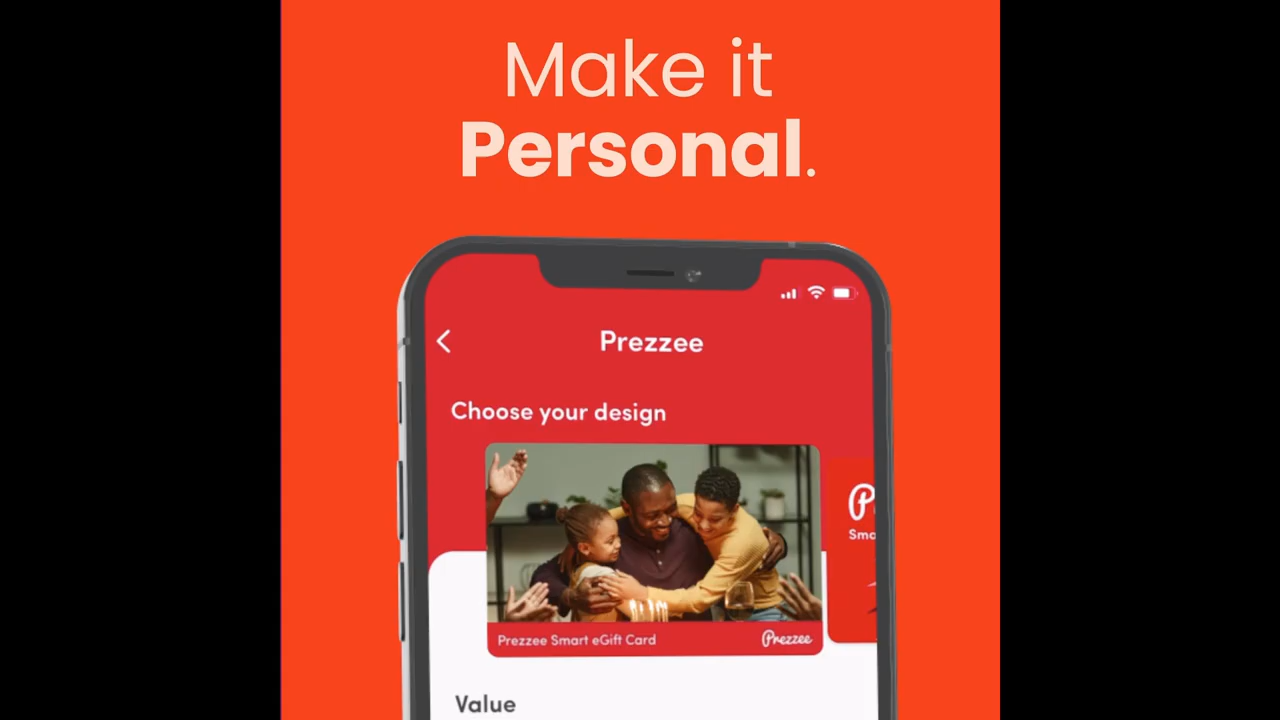 Make it
Personal.
Prezzee
Choose your design
Prezzee Smart eGift Card
Prezzee
Value